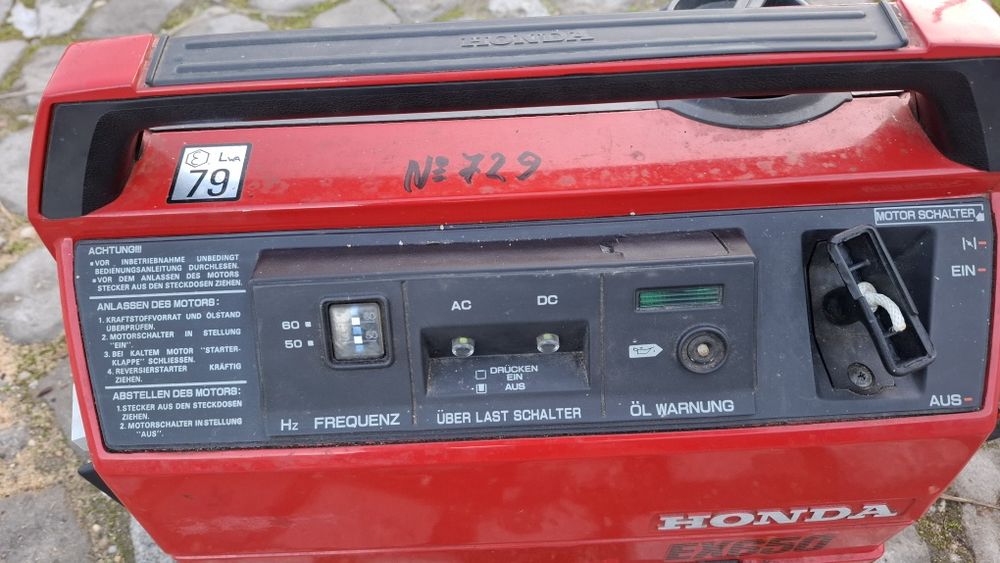 HONDA
LWA
79
№ 729
MOTOR SCHALTER
EIN
AUS
ACHTUNG!!!
•VOR INBETRIEBNAHME UNBEDINGT
BEDIENUNGSANLEITUNG DURCHLESEN.
•VOR DEM ANLASSEN DES MOTORS
STECKER AUS DEN STECKDOSEN ZIEHEN.
ANLASSEN DES MOTORS:
1. KRAFTSTOFFVORRAT UND ÖLSTAND
ÜBERPRÜFEN.
2. MOTORSCHALTER IN STELLUNG
"EIN".
3. BEI KALTEM MOTOR "STARTER-
KLAPPE" SCHLIESSEN.
4. REVERSIERSTARTER KRÄFTIG
ZIEHEN.
ABSTELLEN DES MOTORS:
1. STECKER AUS DEN STECKDOSEN
ZIEHEN.
2. MOTORSCHALTER IN STELLUNG
"AUS".
60
50
60
50
Hz FREQUENZ
AC DC
DRÜCKEN
EIN
AUS
ÜBER LAST SCHALTER
ÖL WARNUNG
HONDA
EX650